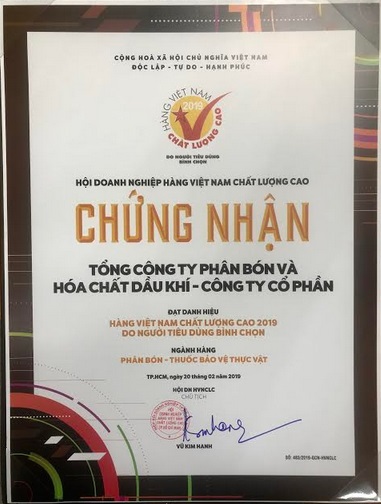 CỘNG HOÀ XÃ HỘI CHỦ NGHĨA VIỆT NAM
ĐỘC LẬP - TỰ DO - HẠNH PHÚC
HÀNG VIỆT NAM
2019
CHẤT LƯỢNG CAO
DO NGƯỜI TIÊU DÙNG
BÌNH CHỌN
HỘI DOANH NGHIỆP HÀNG VIỆT NAM CHẤT LƯỢNG CAO
CHỨNG NHẬN
TỔNG CÔNG TY PHÂN BÓN VÀ
HÓA CHẤT DẦU KHÍ - CÔNG TY CỔ PHẦN
ĐẠT DANH HIỆU
HÀNG VIỆT NAM CHẤT LƯỢNG CAO 2019
DO NGƯỜI TIÊU DÙNG BÌNH CHỌN
NGÀNH HÀNG
PHÂN BÓN - THUỐC BẢO VỆ THỰC VẬT
TP.HCM, ngày 20 tháng 02 năm 2019
HỘI DN HVNCLC
CHỦ TỊCH
VŨ KIM HẠNH